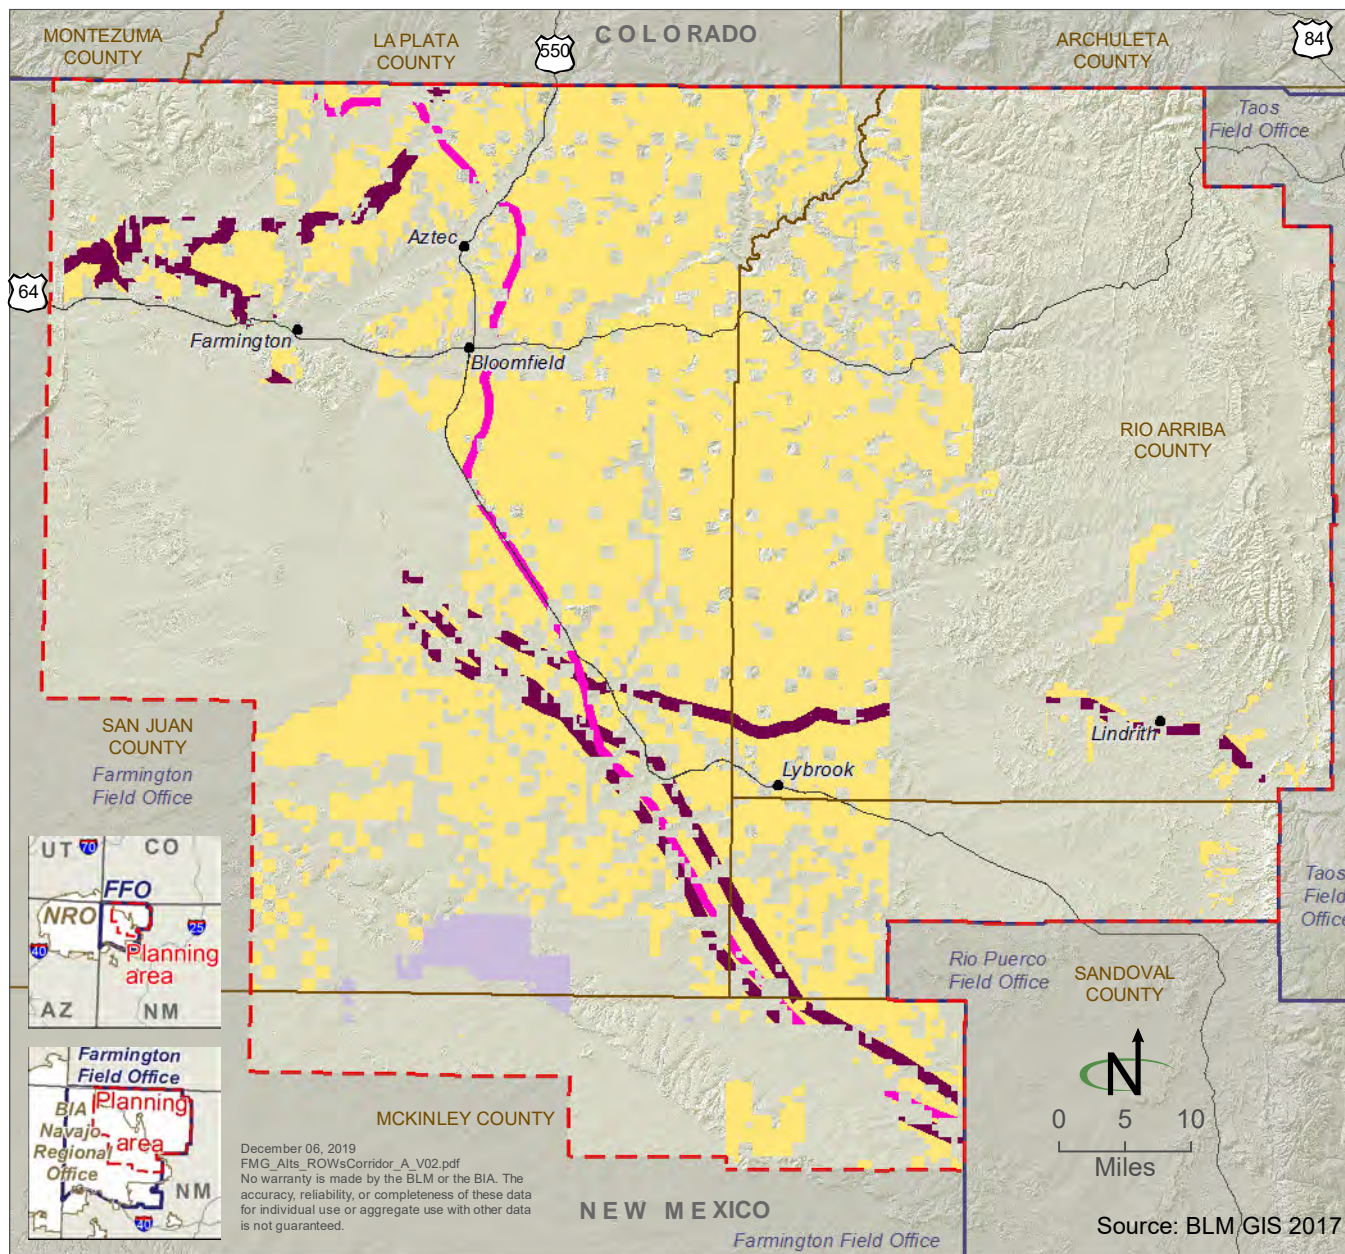 MONTEZUMA
COUNTY
LA PLATA
COUNTY
550
COLORADO
ARCHULETA
COUNTY
84
Taos
Field Office
Aztec
64
Farmington
Bloomfield
RIO ARRIBA
COUNTY
SAN JUAN
COUNTY
Farmington
Field Office
Lindrith
Lybrook
UT
70
CO
FFO
NRO
25
40
Planning
area
AZ
NM
Taos
Field
Office
Rio Puerco
Field Office
SANDOVAL
COUNTY
N
0 5 10
Miles
Farmington
Field Office
Planning
area
BIA
Navajo
Regional
Office
NM
40
MCKINLEY COUNTY
December 06, 2019
FMG_Alts_ROWsCorridor_A_V02.pdf
No warranty is made by the BLM or the BIA. The
accuracy, reliability, or completeness of these data
for individual use or aggregate use with other data
is not guaranteed.
NEW MEXICO
Farmington Field Office
Source: BLM GIS 2017